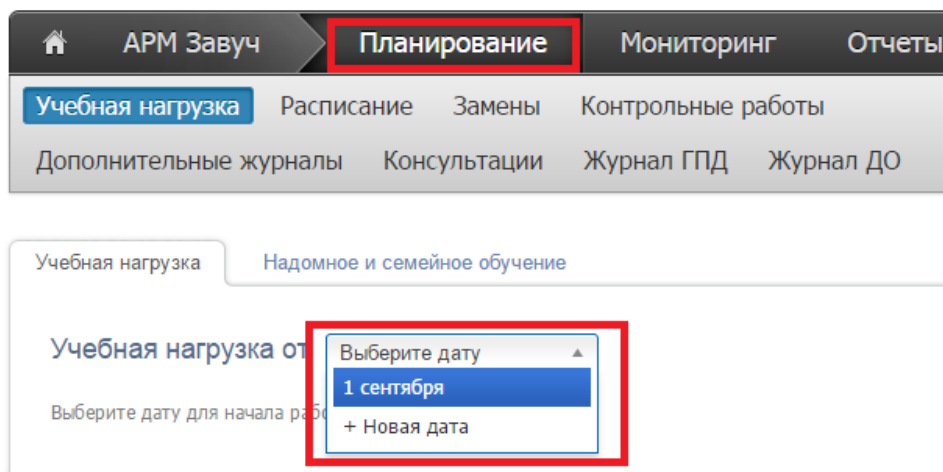 АРМ Завуч Планирование Мониторинг Отчеты
Учебная нагрузка Расписание Замены Контрольные работы
Дополнительные журналы Консультации Журнал ГПД Журнал ДО
Учебная нагрузка Надомное и семейное обучение
Учебная нагрузка от Выберите дату
1 сентября
Выберите дату для начала
+ Новая дата